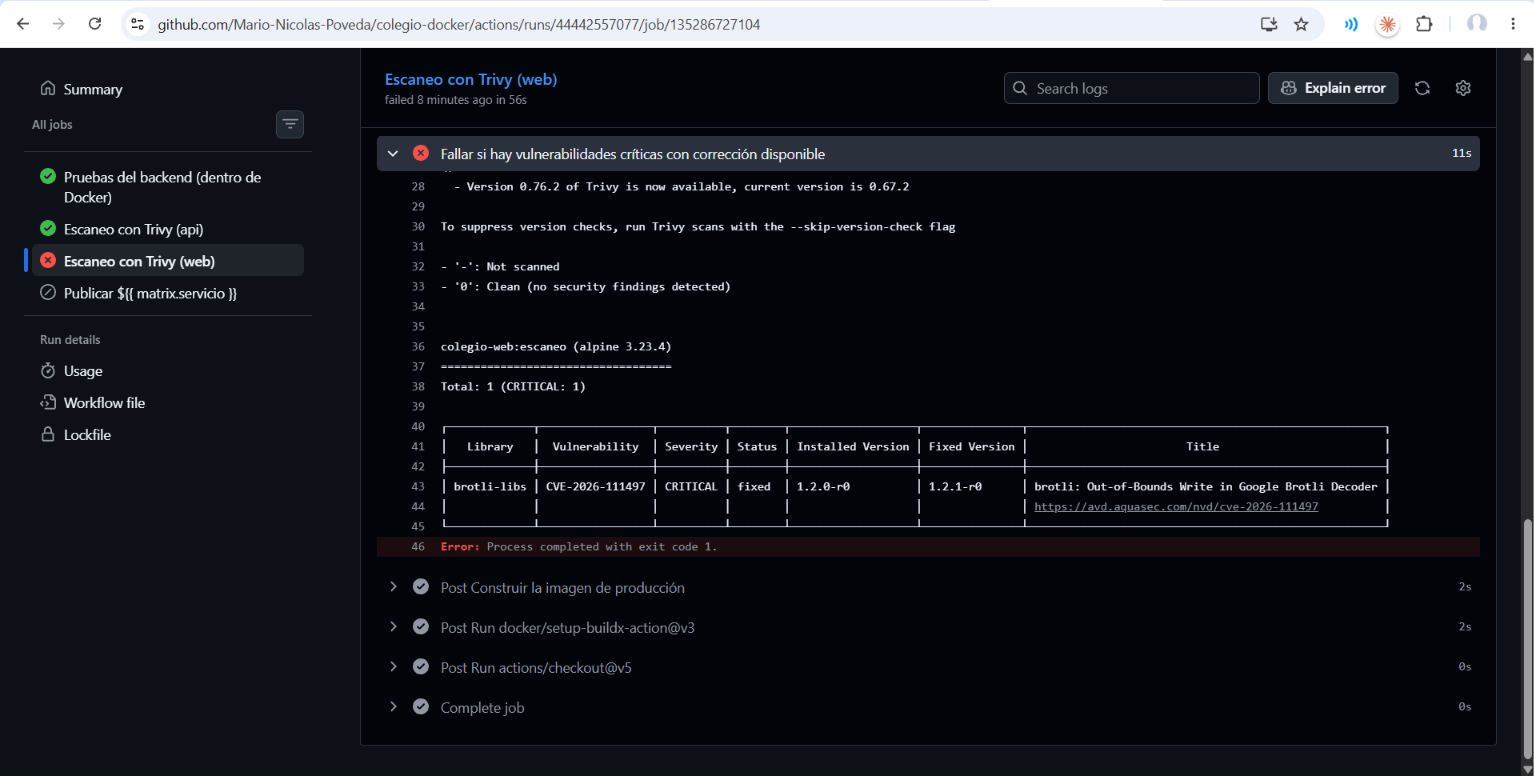 github.com/Mario-Nicolas-Poveda/colegio-docker/actions/runs/44442557077/job/135286727104
Summary
All jobs
Pruebas del backend (dentro de
Docker)
Escaneo con Trivy (api)
Escaneo con Trivy (web)
Publicar ${{ matrix.servicio }}
Run details
Usage
Workflow file
Lockfile
Escaneo con Trivy (web)
failed 8 minutes ago in 56s
Search logs
Explain error
Fallar si hay vulnerabilidades críticas con corrección disponible 11s
28 - Version 0.76.2 of Trivy is now available, current version is 0.67.2
29
30 To suppress version checks, run Trivy scans with the --skip-version-check flag
31
32 - '-': Not scanned
33 - '0': Clean (no security findings detected)
34
35
36 colegio-web:escaneo (alpine 3.23.4)
37 ===================================
38 Total: 1 (CRITICAL: 1)
39
40
41 │ Library │ Vulnerability │ Severity │ Status │ Installed Version │ Fixed Version │ Title │
42
43 │ brotli-libs │ CVE-2026-111497 │ CRITICAL │ fixed │ 1.2.0-r0 │ 1.2.1-r0 │ brotli: Out-of-Bounds Write in Google Brotli Decoder │
44 │ │ │ │ │ │ │ https://avd.aquasec.com/nvd/cve-2026-111497 │
45
46 Error: Process completed with exit code 1.
Post Construir la imagen de producción 2s
Post Run docker/setup-buildx-action@v3 2s
Post Run actions/checkout@v5 0s
Complete job 0s